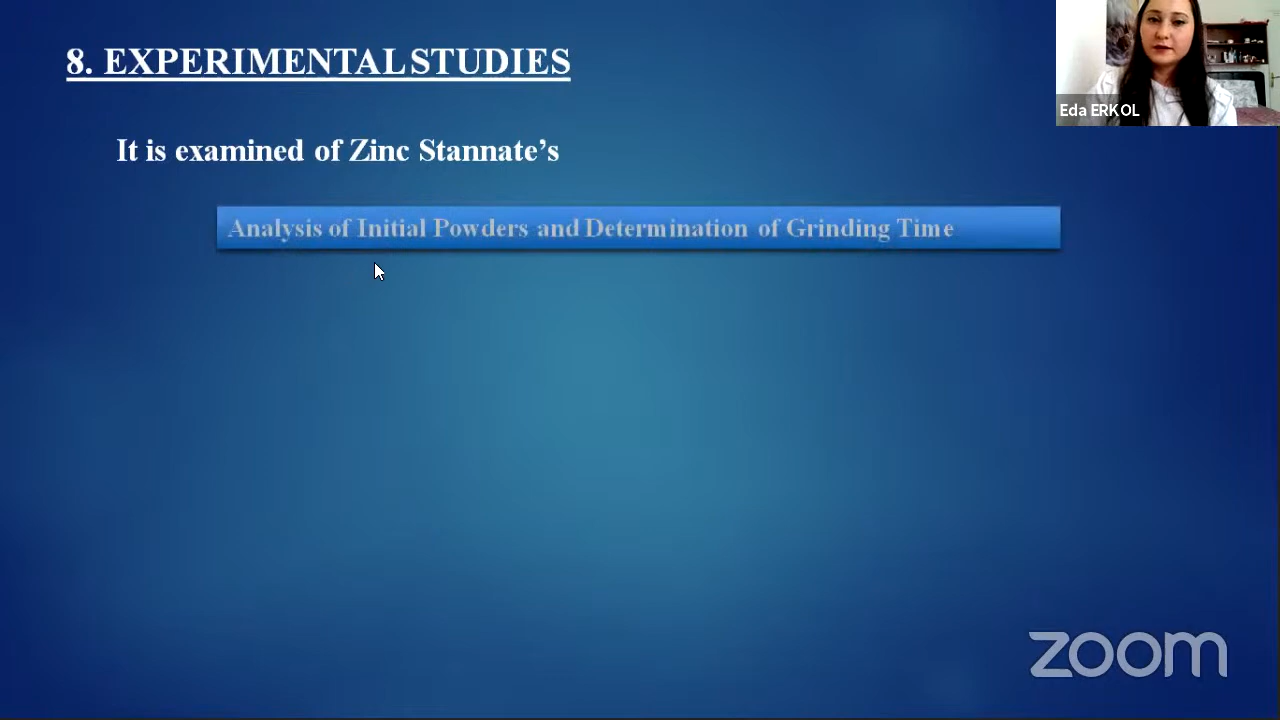 8. EXPERIMENTAL STUDIES
Eda ERKOL
It is examined of Zinc Stannate’s
Analysis of Initial Powders and Determination of Grinding Time
zoom